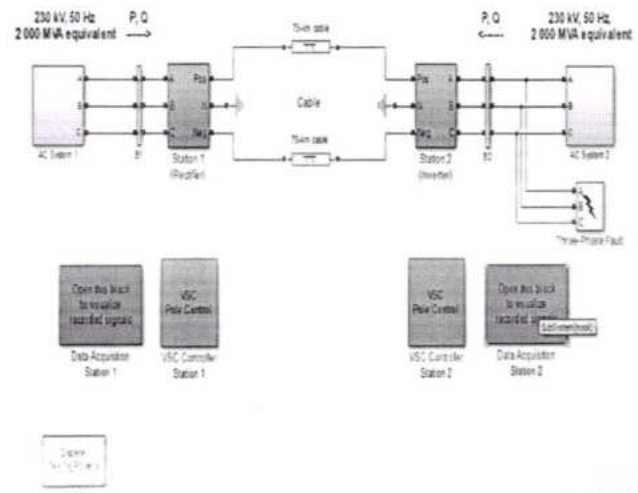 230 kV, 50 Hz
2 000 MVA equivalent
P, Q
75-km cable
P, Q
230 kV, 50 Hz
2 000 MVA equivalent
A
B
C
A
B
C
Pos
N
Neg
Cable
Pos
N
Neg
A
B
C
A
B
C
AC System 1
B1
Station 1
(Rectifier)
75-km cable
Station 2
(Inverter)
B2
AC System 2
A
B
C
Three-Phase Fault
Open this block
to visualize
recorded signals
Data Acquisition
Station 1
VSC
Pole Control
VSC Controller
Station 1
VSC
Pole Control
VSC Controller
Station 2
Open this block
to visualize
recorded signals
Data Acquisition
Station 2